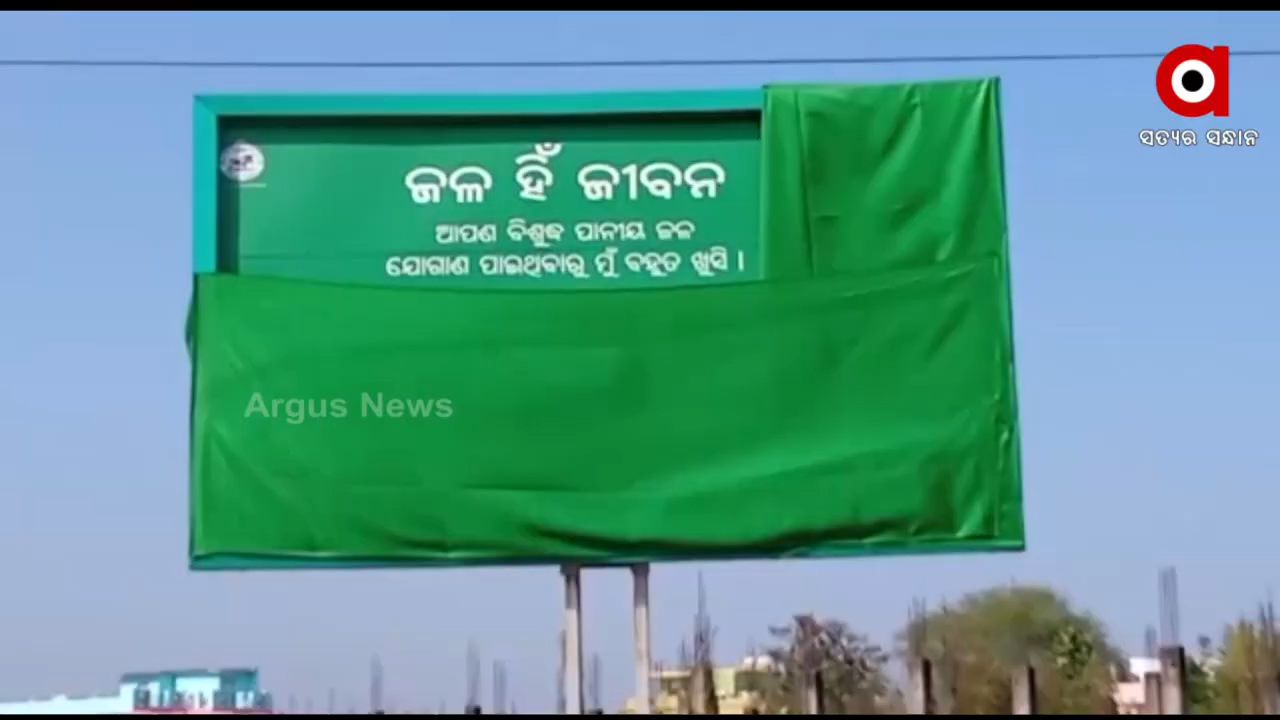 ସତ୍ୟର ସନ୍ଧାନ
ଜଳ ହିଁ ଜୀବନ
ଆପଣ ବିଶୁଦ୍ଧ ପାନୀୟ ଜଳ
ଯୋଗାଣ ପାଇଥିବାରୁ ମୁଁ ବହୁତ ଖୁସି ।
Argus News